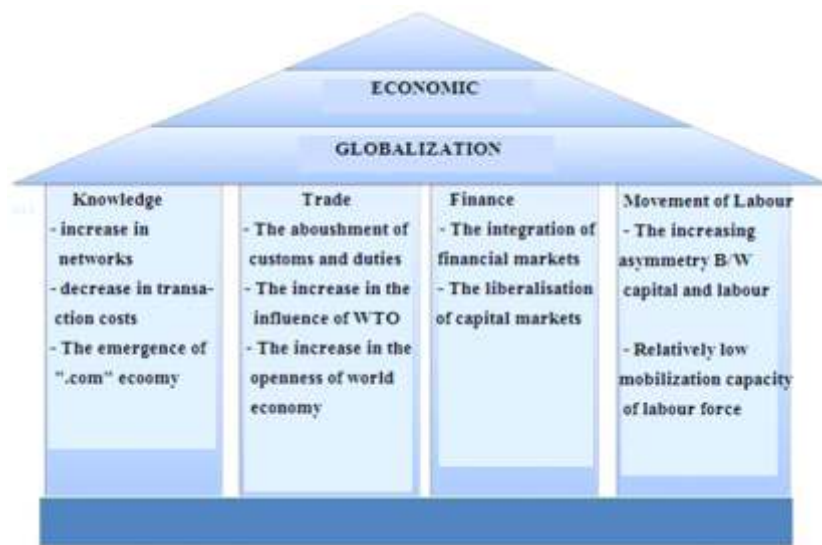 ECONOMIC
GLOBALIZATION
Knowledge
- increase in
networks
- decrease in transa-
ction costs
- The emergence of
".com" ecoomy
Trade
- The aboushment of
customs and duties
- The increase in the
influence of WTO
- The increase in the
openness of world
economy
Finance
- The integration of
financial markets
- The liberalisation
of capital markets
Movement of Labour
- The increasing
asymmetry B/W
capital and labour
- Relatively low
mobilization capacity
of labour force